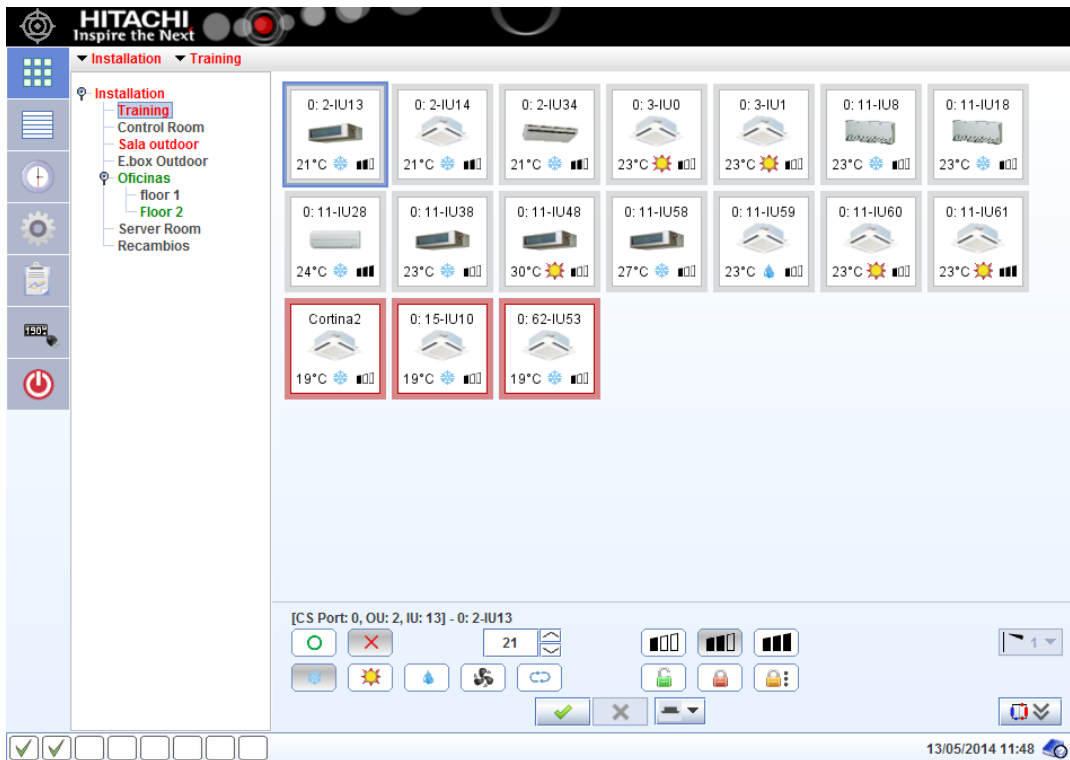 HITACHI
Inspire the Next
Installation Training
Installation
Training
Control Room
Sala outdoor
E.box Outdoor
Oficinas
floor 1
Floor 2
Server Room
Recambios
0: 2-IU13 0: 2-IU14 0: 2-IU34 0: 3-IU0 0: 3-IU1 0: 11-IU8 0: 11-IU18
21°C 21°C 21°C 23°C 23°C 23°C 23°C
0: 11-IU28 0: 11-IU38 0: 11-IU48 0: 11-IU58 0: 11-IU59 0: 11-IU60 0: 11-IU61
24°C 23°C 30°C 27°C 23°C 23°C 23°C
Cortina2 0: 15-IU10 0: 62-IU53
19°C 19°C 19°C
[CS Port: 0, OU: 2, IU: 13] - 0: 2-IU13
21
1
13/05/2014 11:48